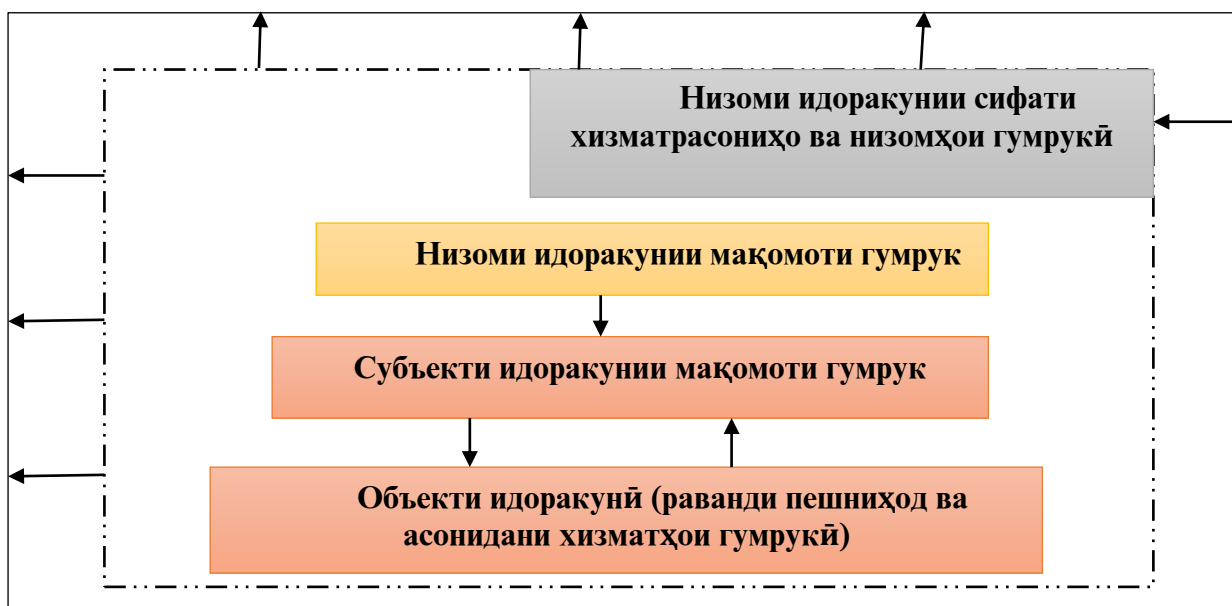 Низоми идоракунии сифати
хизматрасониҳо ва низомҳои гумрукӣ
Низоми идоракунии мақомоти гумрук
Субъекти идоракунии мақомоти гумрук
Объекти идоракунӣ (раванди пешниҳод ва
асонидани хизматҳои гумрукӣ)